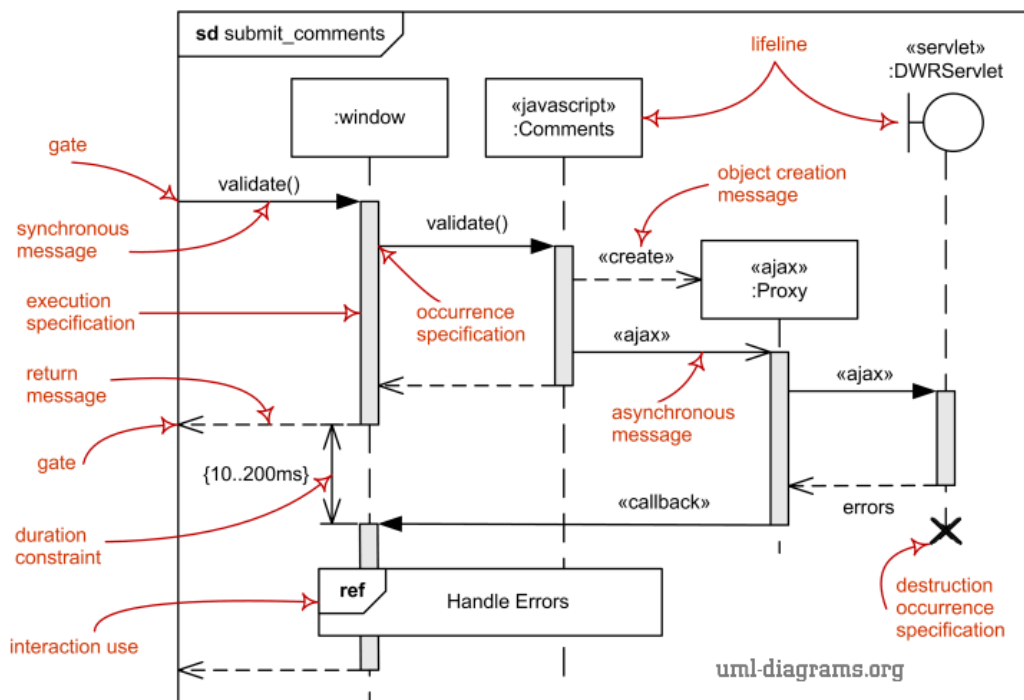 sd submit_comments
lifeline
«servlet»
:DWRServlet
:window
«javascript»
:Comments
gate
validate()
object creation
message
synchronous
message
validate()
«create»
«ajax»
:Proxy
execution
specification
occurrence
specification
«ajax»
return
message
«ajax»
asynchronous
message
gate
{10..200ms}
«callback»
errors
duration
constraint
ref
Handle Errors
destruction
occurrence
specification
interaction use
uml-diagrams.org